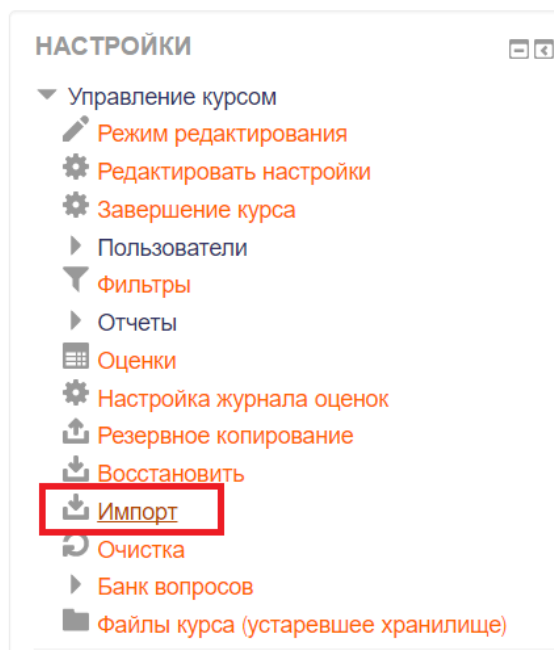 НАСТРОЙКИ
Управление курсом
Режим редактирования
Редактировать настройки
Завершение курса
Пользователи
Фильтры
Отчеты
Оценки
Настройка журнала оценок
Резервное копирование
Восстановить
Импорт
Очистка
Банк вопросов
Файлы курса (устаревшее хранилище)